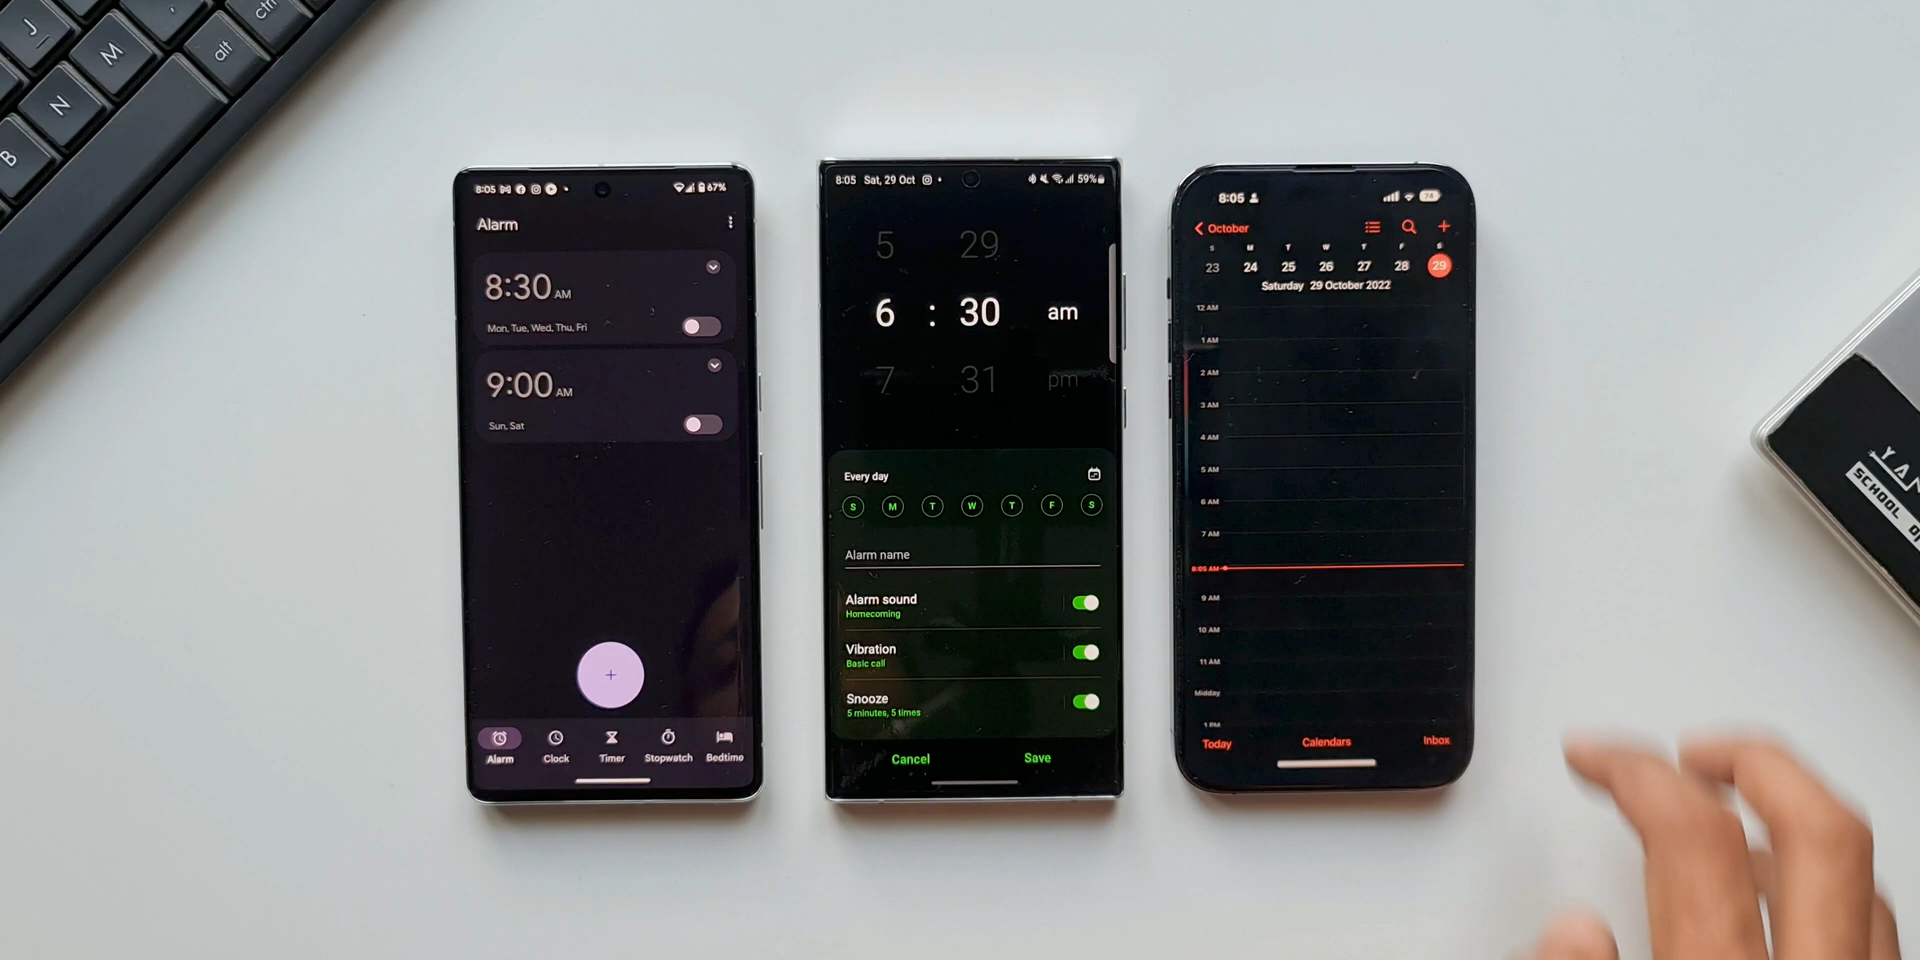 J
M
N
B
alt
ctrl
8:05
67%
Alarm
8:30 AM
Mon, Tue, Wed, Thu, Fri
9:00 AM
Sun, Sat
+
Alarm Clock Timer Stopwatch Bedtime
8:05 Sat, 29 Oct
59%
5 29
6 : 30 am
7 31 pm
Every day
S M T W T F S
Alarm name
Alarm sound
Homecoming
Vibration
Basic call
Snooze
5 minutes, 5 times
Cancel Save
8:05
74
October
S M T W T F S
23 24 25 26 27 28 29
Saturday 29 October 2022
12 AM
1 AM
2 AM
3 AM
4 AM
5 AM
6 AM
7 AM
8:05 AM
9 AM
10 AM
11 AM
Midday
1 PM
Today Calendars Inbox
SCHOOL